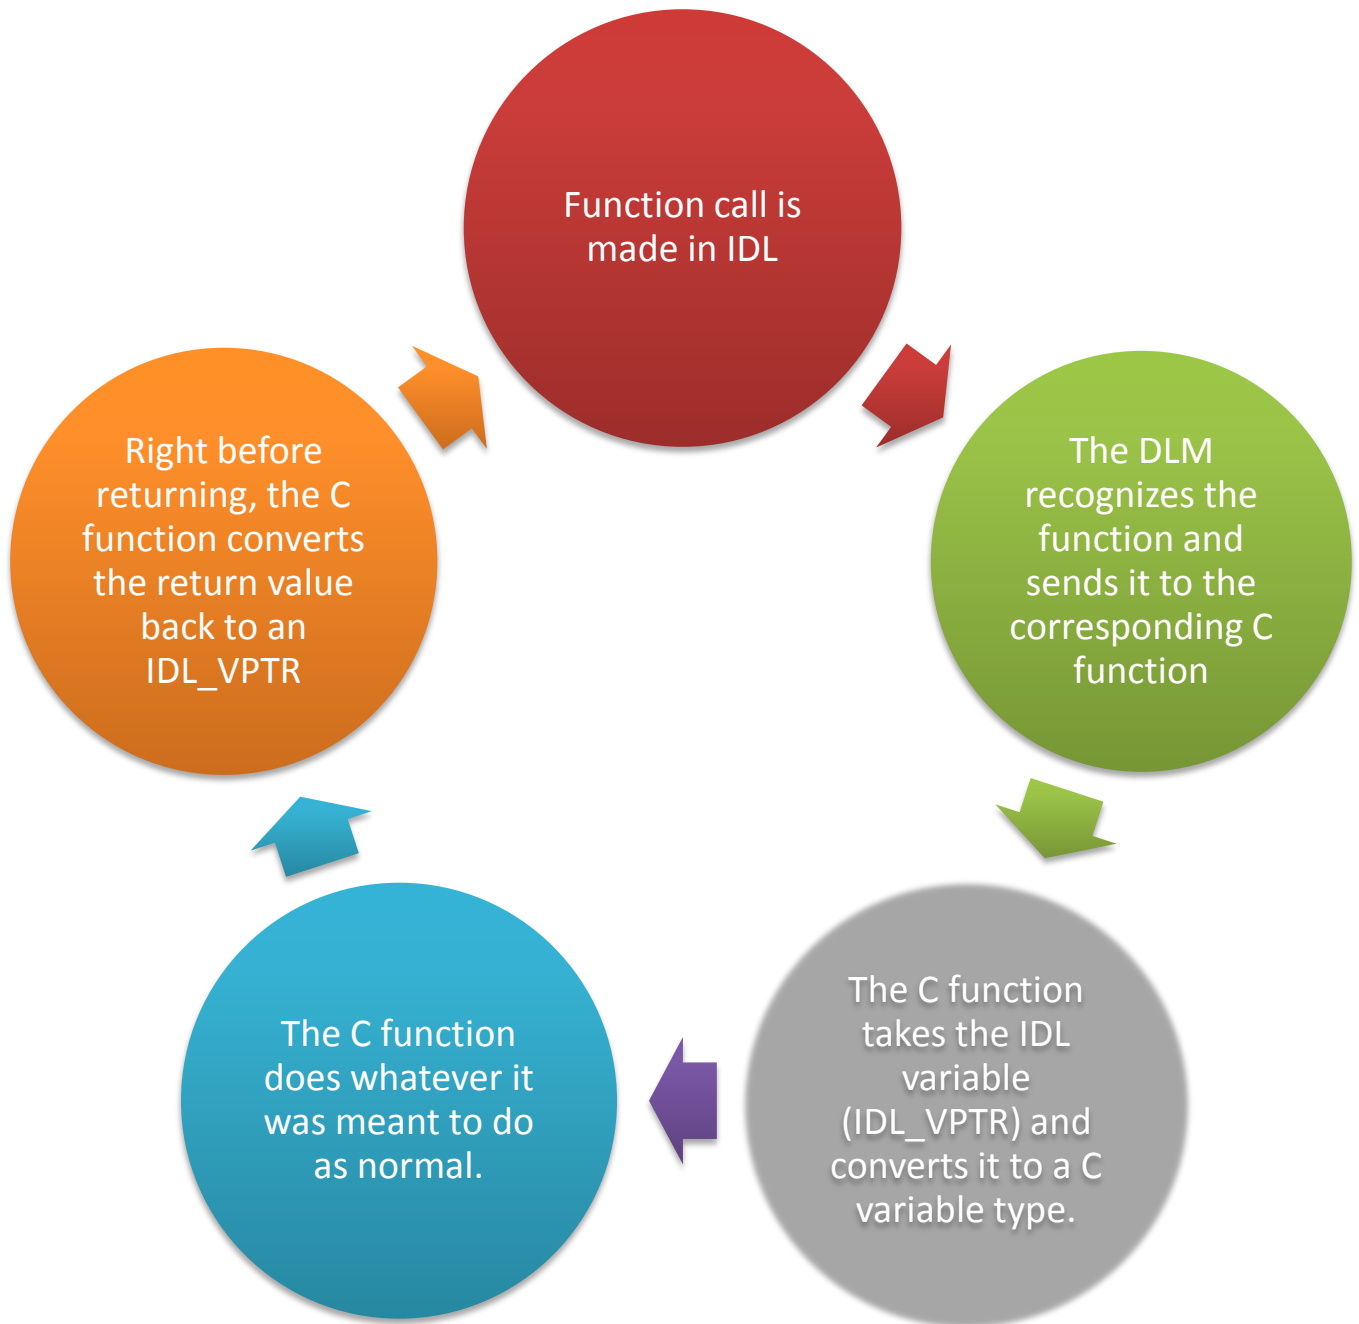 Function call is
made in IDL
The DLM
recognizes the
function and
sends it to the
corresponding C
function
The C function
takes the IDL
variable
(IDL_VPTR) and
converts it to a C
variable type.
The C function
does whatever it
was meant to do
as normal.
Right before
returning, the C
function converts
the return value
back to an
IDL_VPTR